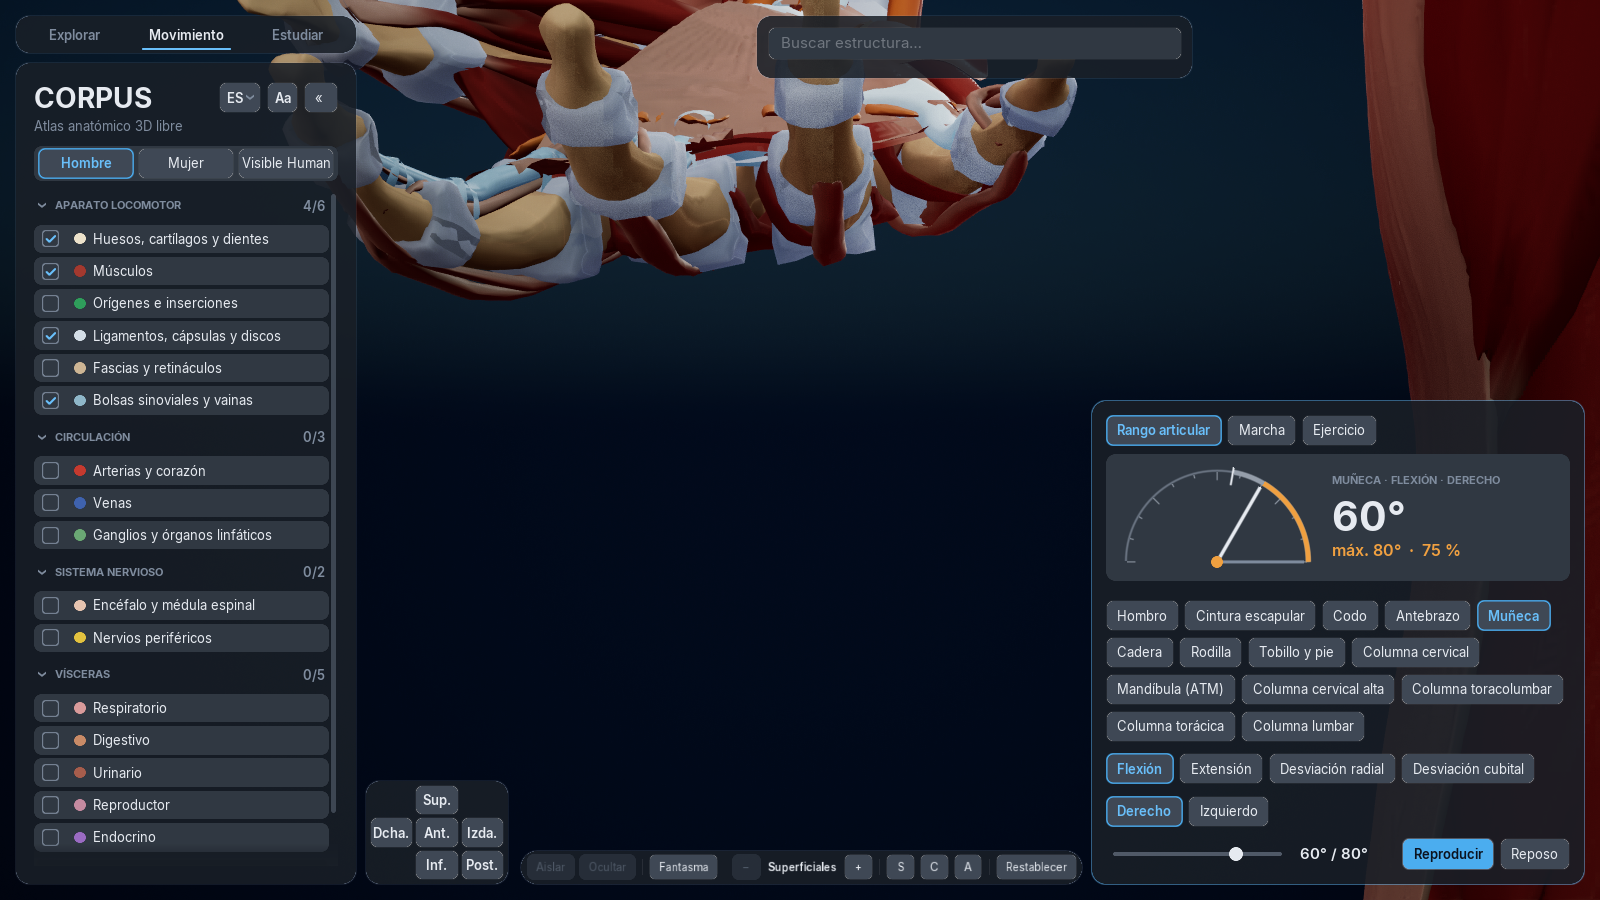 Explorar
Movimiento
Estudiar
Buscar estructura...
CORPUS
ES
Aa
«
Atlas anatómico 3D libre
Hombre
Mujer
Visible Human
APARATO LOCOMOTOR 4/6
Huesos, cartílagos y dientes
Músculos
Orígenes e inserciones
Ligamentos, cápsulas y discos
Fascias y retináculos
Bolsas sinoviales y vainas
CIRCULACIÓN 0/3
Arterias y corazón
Venas
Ganglios y órganos linfáticos
SISTEMA NERVIOSO 0/2
Encéfalo y médula espinal
Nervios periféricos
VÍSCERAS 0/5
Respiratorio
Digestivo
Urinario
Reproductor
Endocrino
Sup.
Dcha. Ant. Izda.
Inf. Post.
Aislar Ocultar Fantasma − Superficiales + S C A Restablecer
Rango articular Marcha Ejercicio
MUÑECA · FLEXIÓN · DERECHO
60°
máx. 80° · 75 %
Hombro Cintura escapular Codo Antebrazo Muñeca
Cadera Rodilla Tobillo y pie Columna cervical
Mandíbula (ATM) Columna cervical alta Columna toracolumbar
Columna torácica Columna lumbar
Flexión Extensión Desviación radial Desviación cubital
Derecho Izquierdo
60° / 80° Reproducir Reposo